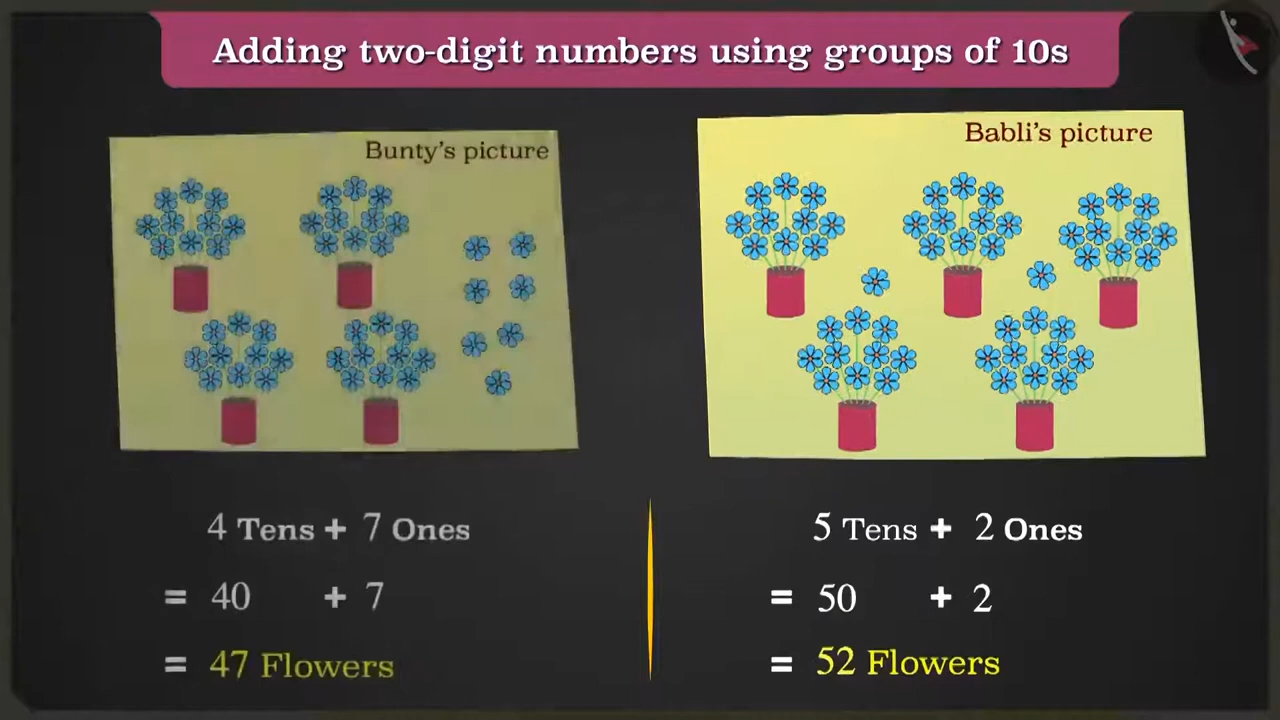 Adding two-digit numbers using groups of 10s
Bunty's picture
4 Tens + 7 Ones
= 40 + 7
= 47 Flowers
Babli's picture
5 Tens + 2 Ones
= 50 + 2
= 52 Flowers